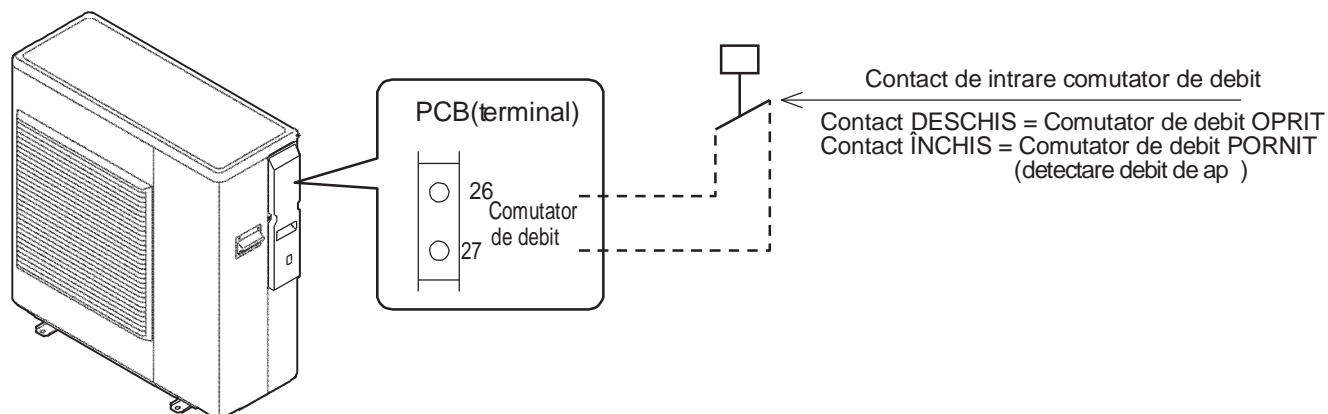 PCB(terminal)
26
Comutator
de debit
27
Contact de intrare comutator de debit
Contact DESCHIS = Comutator de debit OPRIT
Contact ÎNCHIS = Comutator de debit PORNIT
(detectare debit de ap )